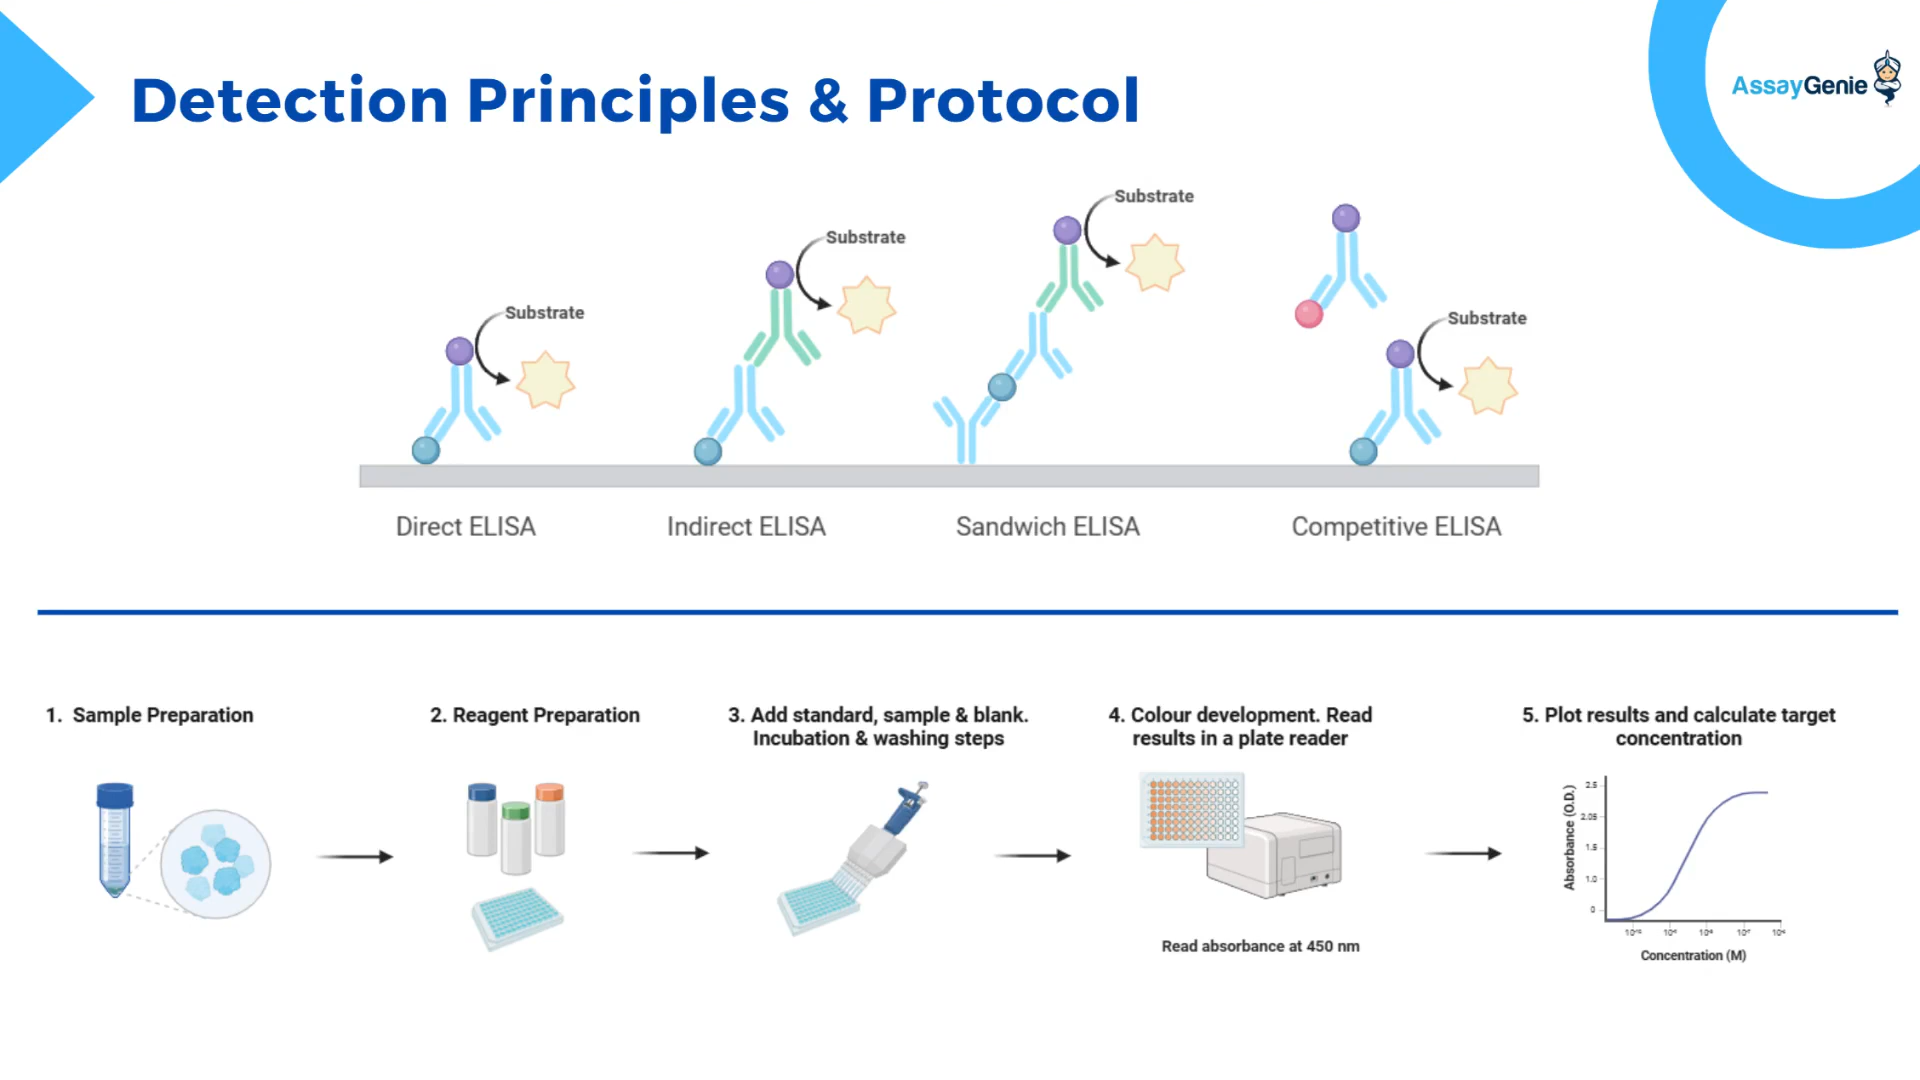 Detection Principles & Protocol
AssayGenie
Substrate
Substrate
Substrate
Substrate
Direct ELISA
Indirect ELISA
Sandwich ELISA
Competitive ELISA
1. Sample Preparation
2. Reagent Preparation
3. Add standard, sample & blank.
Incubation & washing steps
4. Colour development. Read
results in a plate reader
Read absorbance at 450 nm
5. Plot results and calculate target
concentration
Absorbance (O.D.)
2.5
2.05
1.5
1.0
0
Concentration (M)